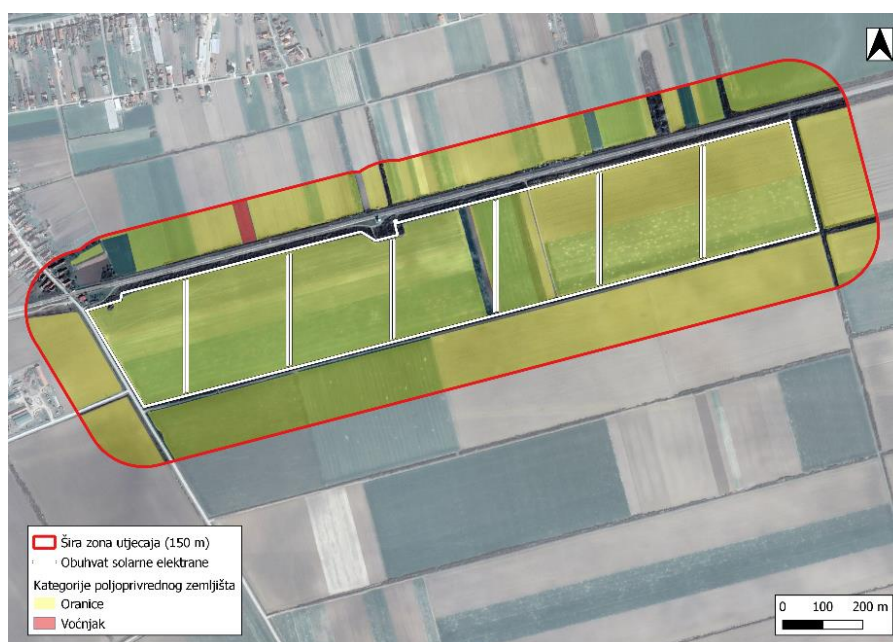 Šira zona utjecaja (150 m)
Obuhvat solarne elektrane
Kategorije poljoprivrednog zemljišta
Oranice
Voćnjak
0 100 200 m